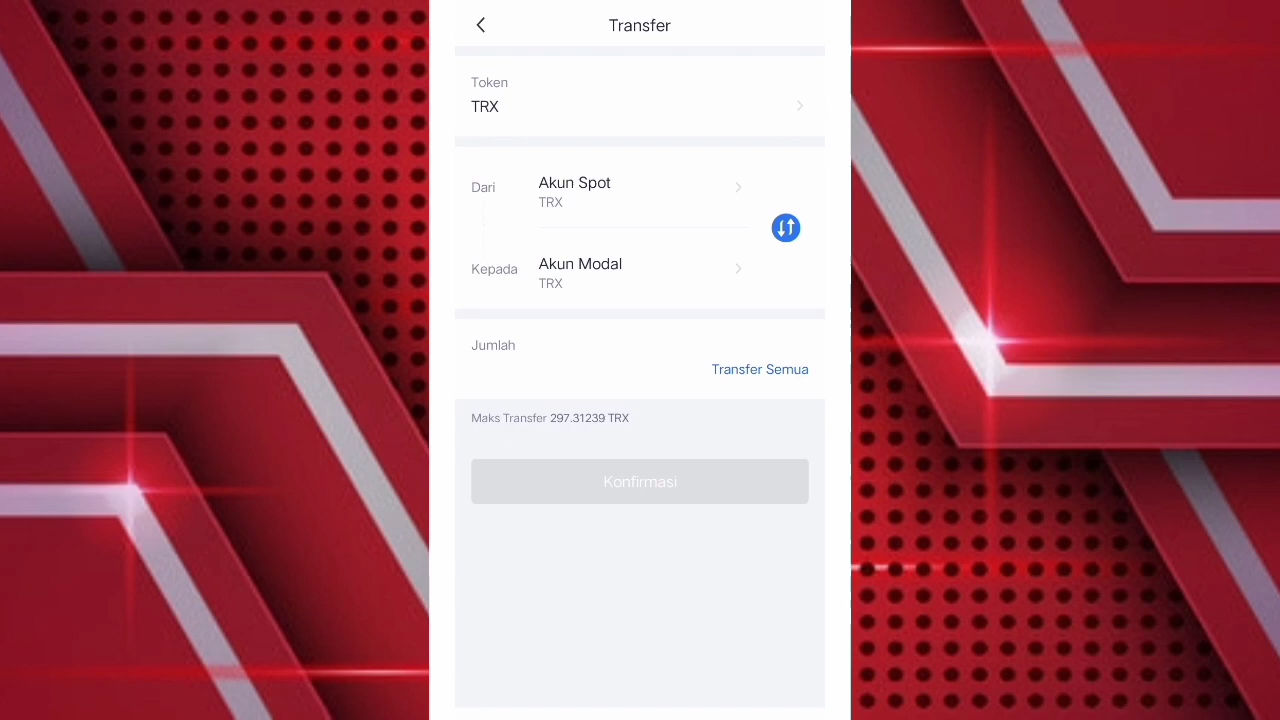 Transfer
Token
TRX
Dari
Akun Spot
TRX
Kepada
Akun Modal
TRX
Jumlah
Transfer Semua
Maks Transfer 297.31239 TRX
Konfirmasi